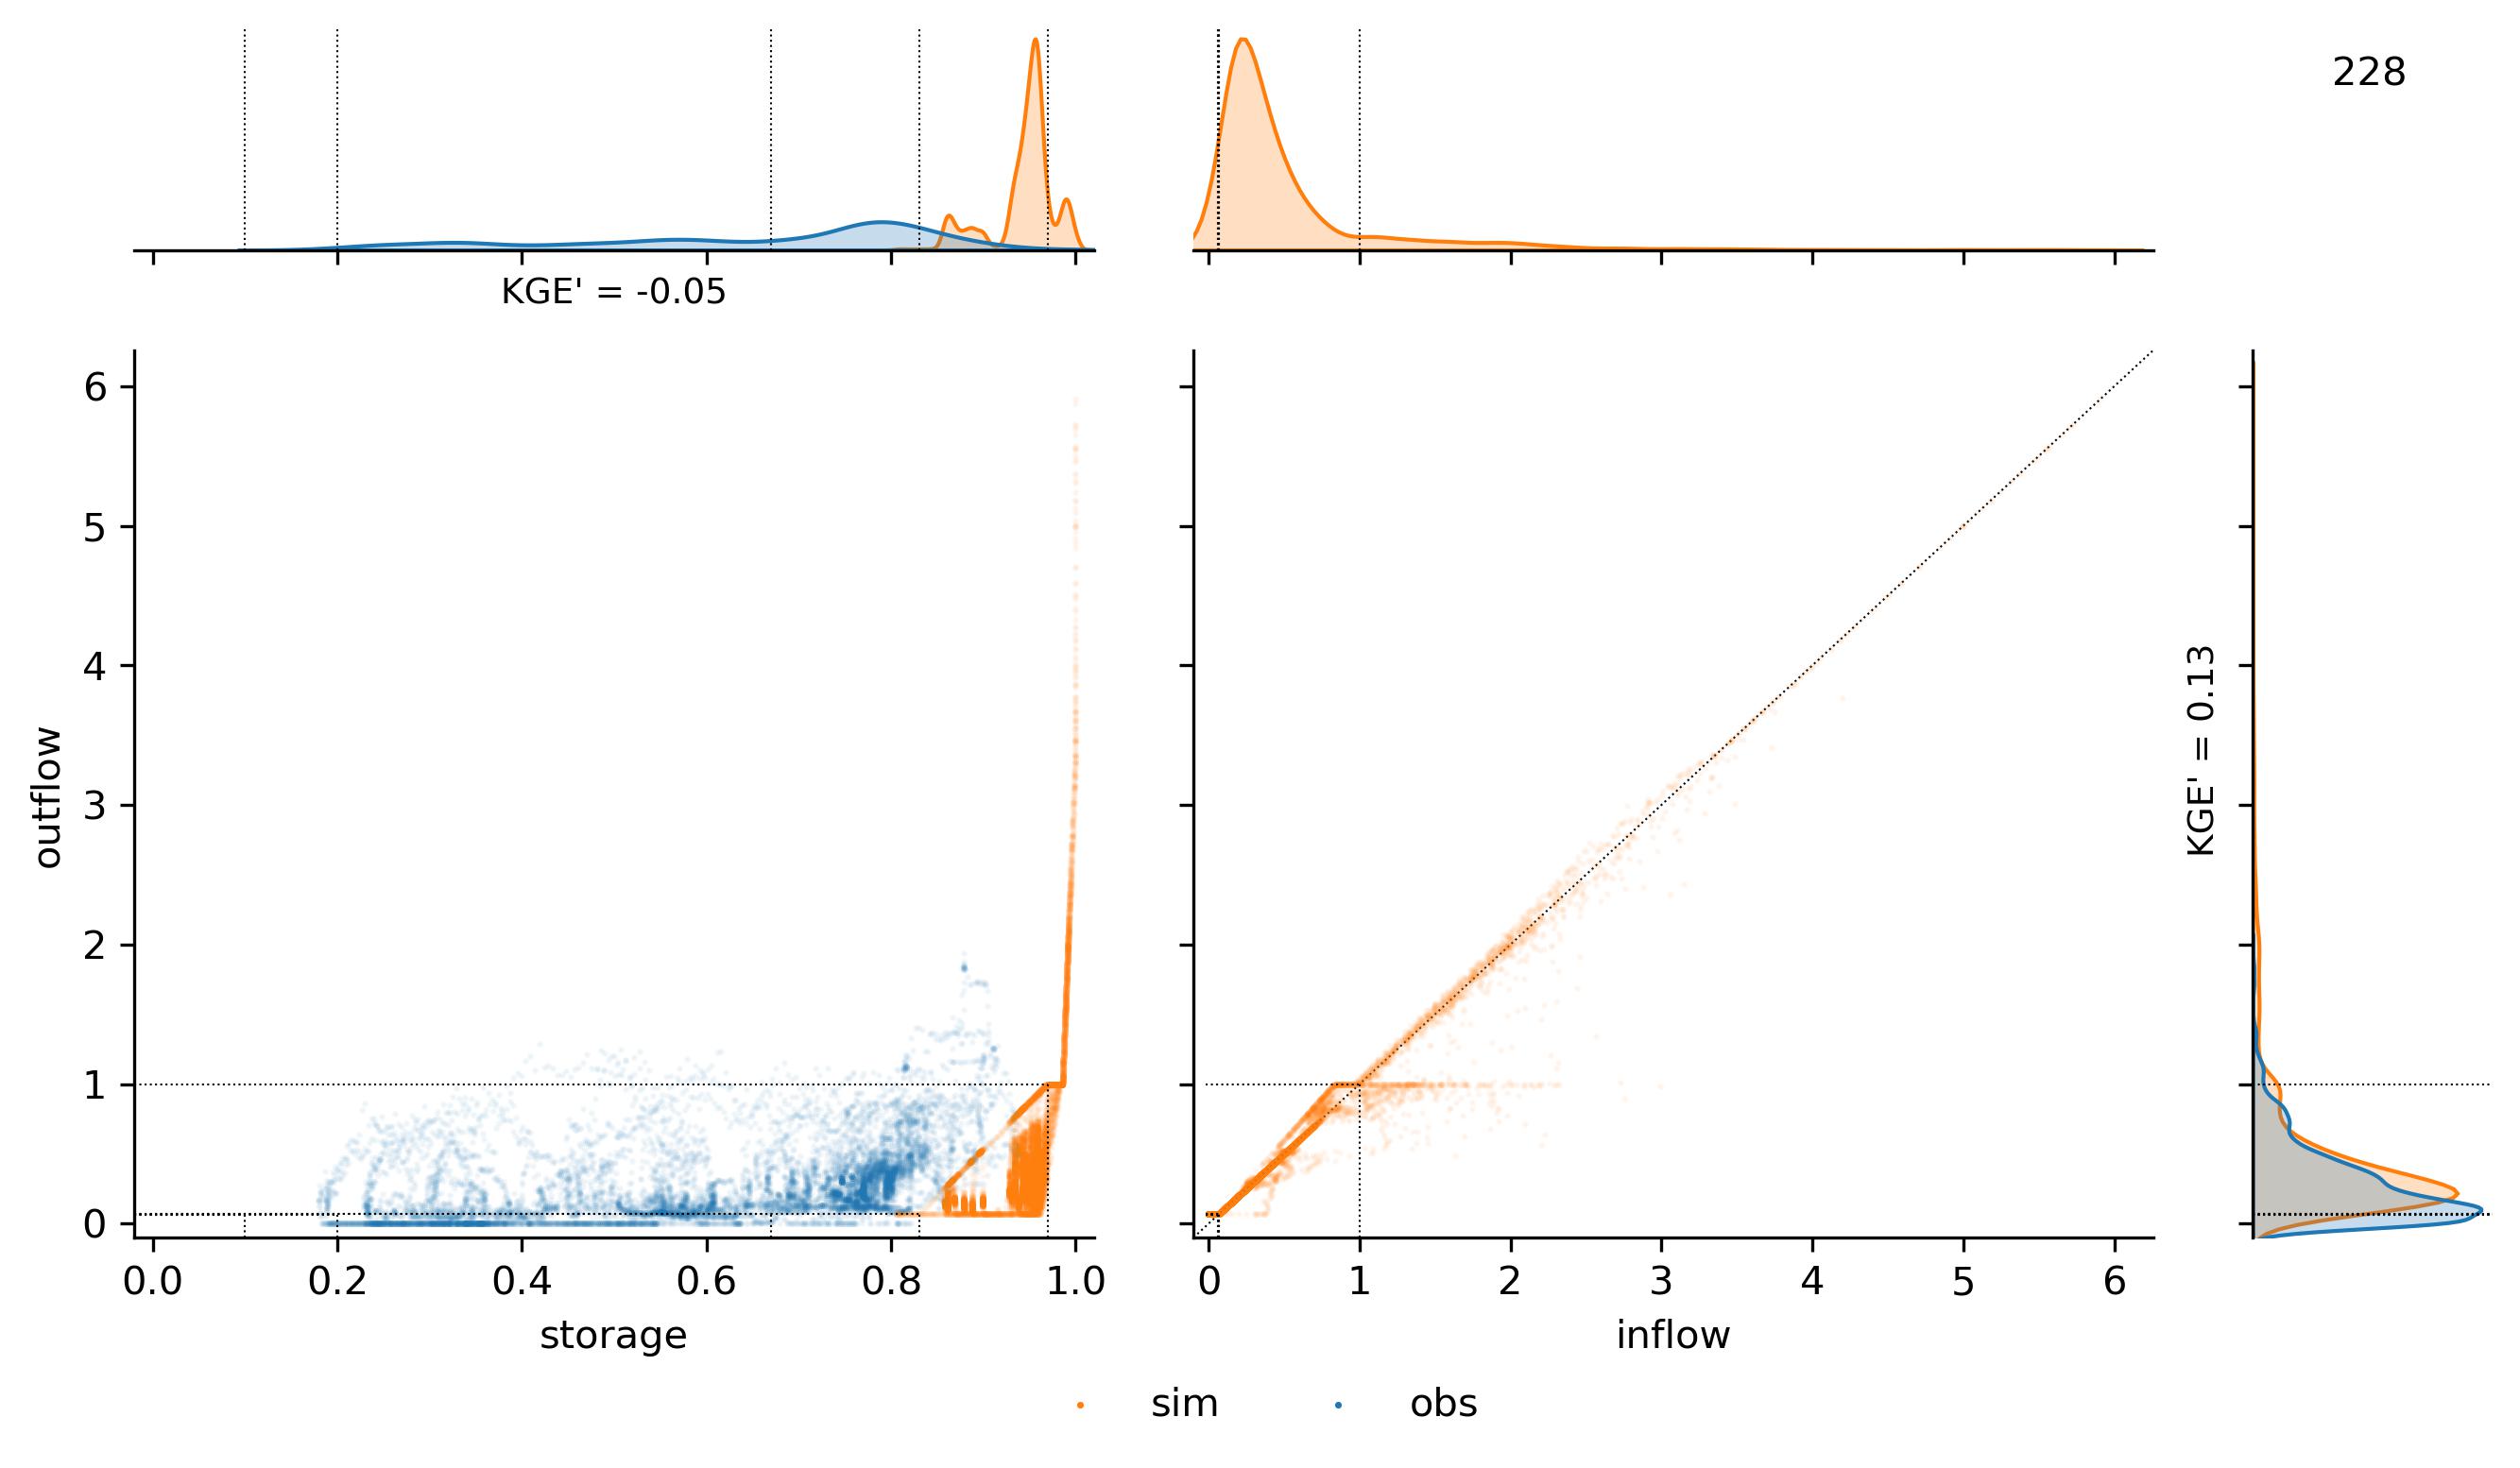 228
KGE' = -0.05
outflow
6
5
4
3
2
1
0
KGE' = 0.13
0.0 0.2 0.4 0.6 0.8 1.0
0 1 2 3 4 5 6
storage
inflow
sim obs